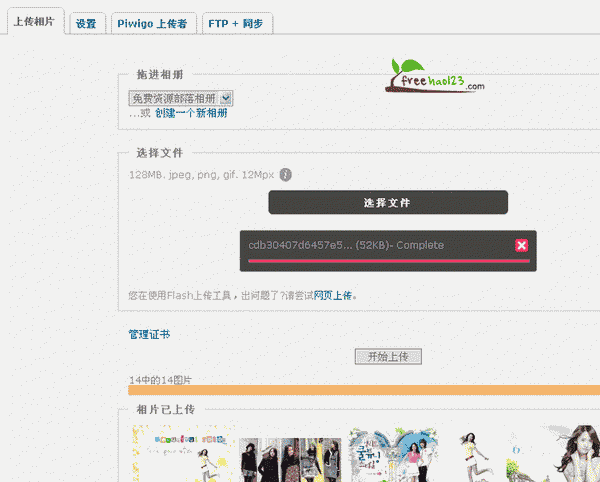 上传相片 设置 Piwigo 上传者 FTP + 同步
freehao123.com
拖进相册
免费资源部落相册
...或 创建一个新相册
选择文件
128MB. jpeg, png, gif. 12Mpx i
选择文件
cdb30407d6457e5... (52KB)- Complete
您在使用Flash上传工具，出问题了?请尝试网页上传。
管理证书
开始上传
14中的14图片
相片已上传